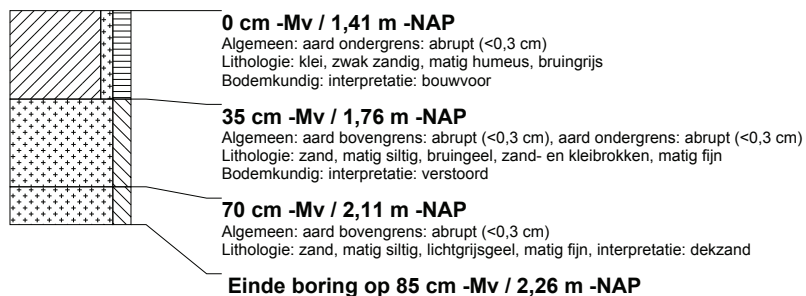 0 cm -Mv / 1,41 m -NAP
Algemeen: aard ondergrens: abrupt (<0,3 cm)
Lithologie: klei, zwak zandig, matig humeus, bruingrijs
Bodemkundig: interpretatie: bouwvoor
35 cm -Mv / 1,76 m -NAP
Algemeen: aard bovengrens: abrupt (<0,3 cm), aard ondergrens: abrupt (<0,3 cm)
Lithologie: zand, matig siltig, bruingeel, zand- en kleibrokken, matig fijn
Bodemkundig: interpretatie: verstoord
70 cm -Mv / 2,11 m -NAP
Algemeen: aard bovengrens: abrupt (<0,3 cm)
Lithologie: zand, matig siltig, lichtgrijsgeel, matig fijn, interpretatie: dekzand
Einde boring op 85 cm -Mv / 2,26 m -NAP